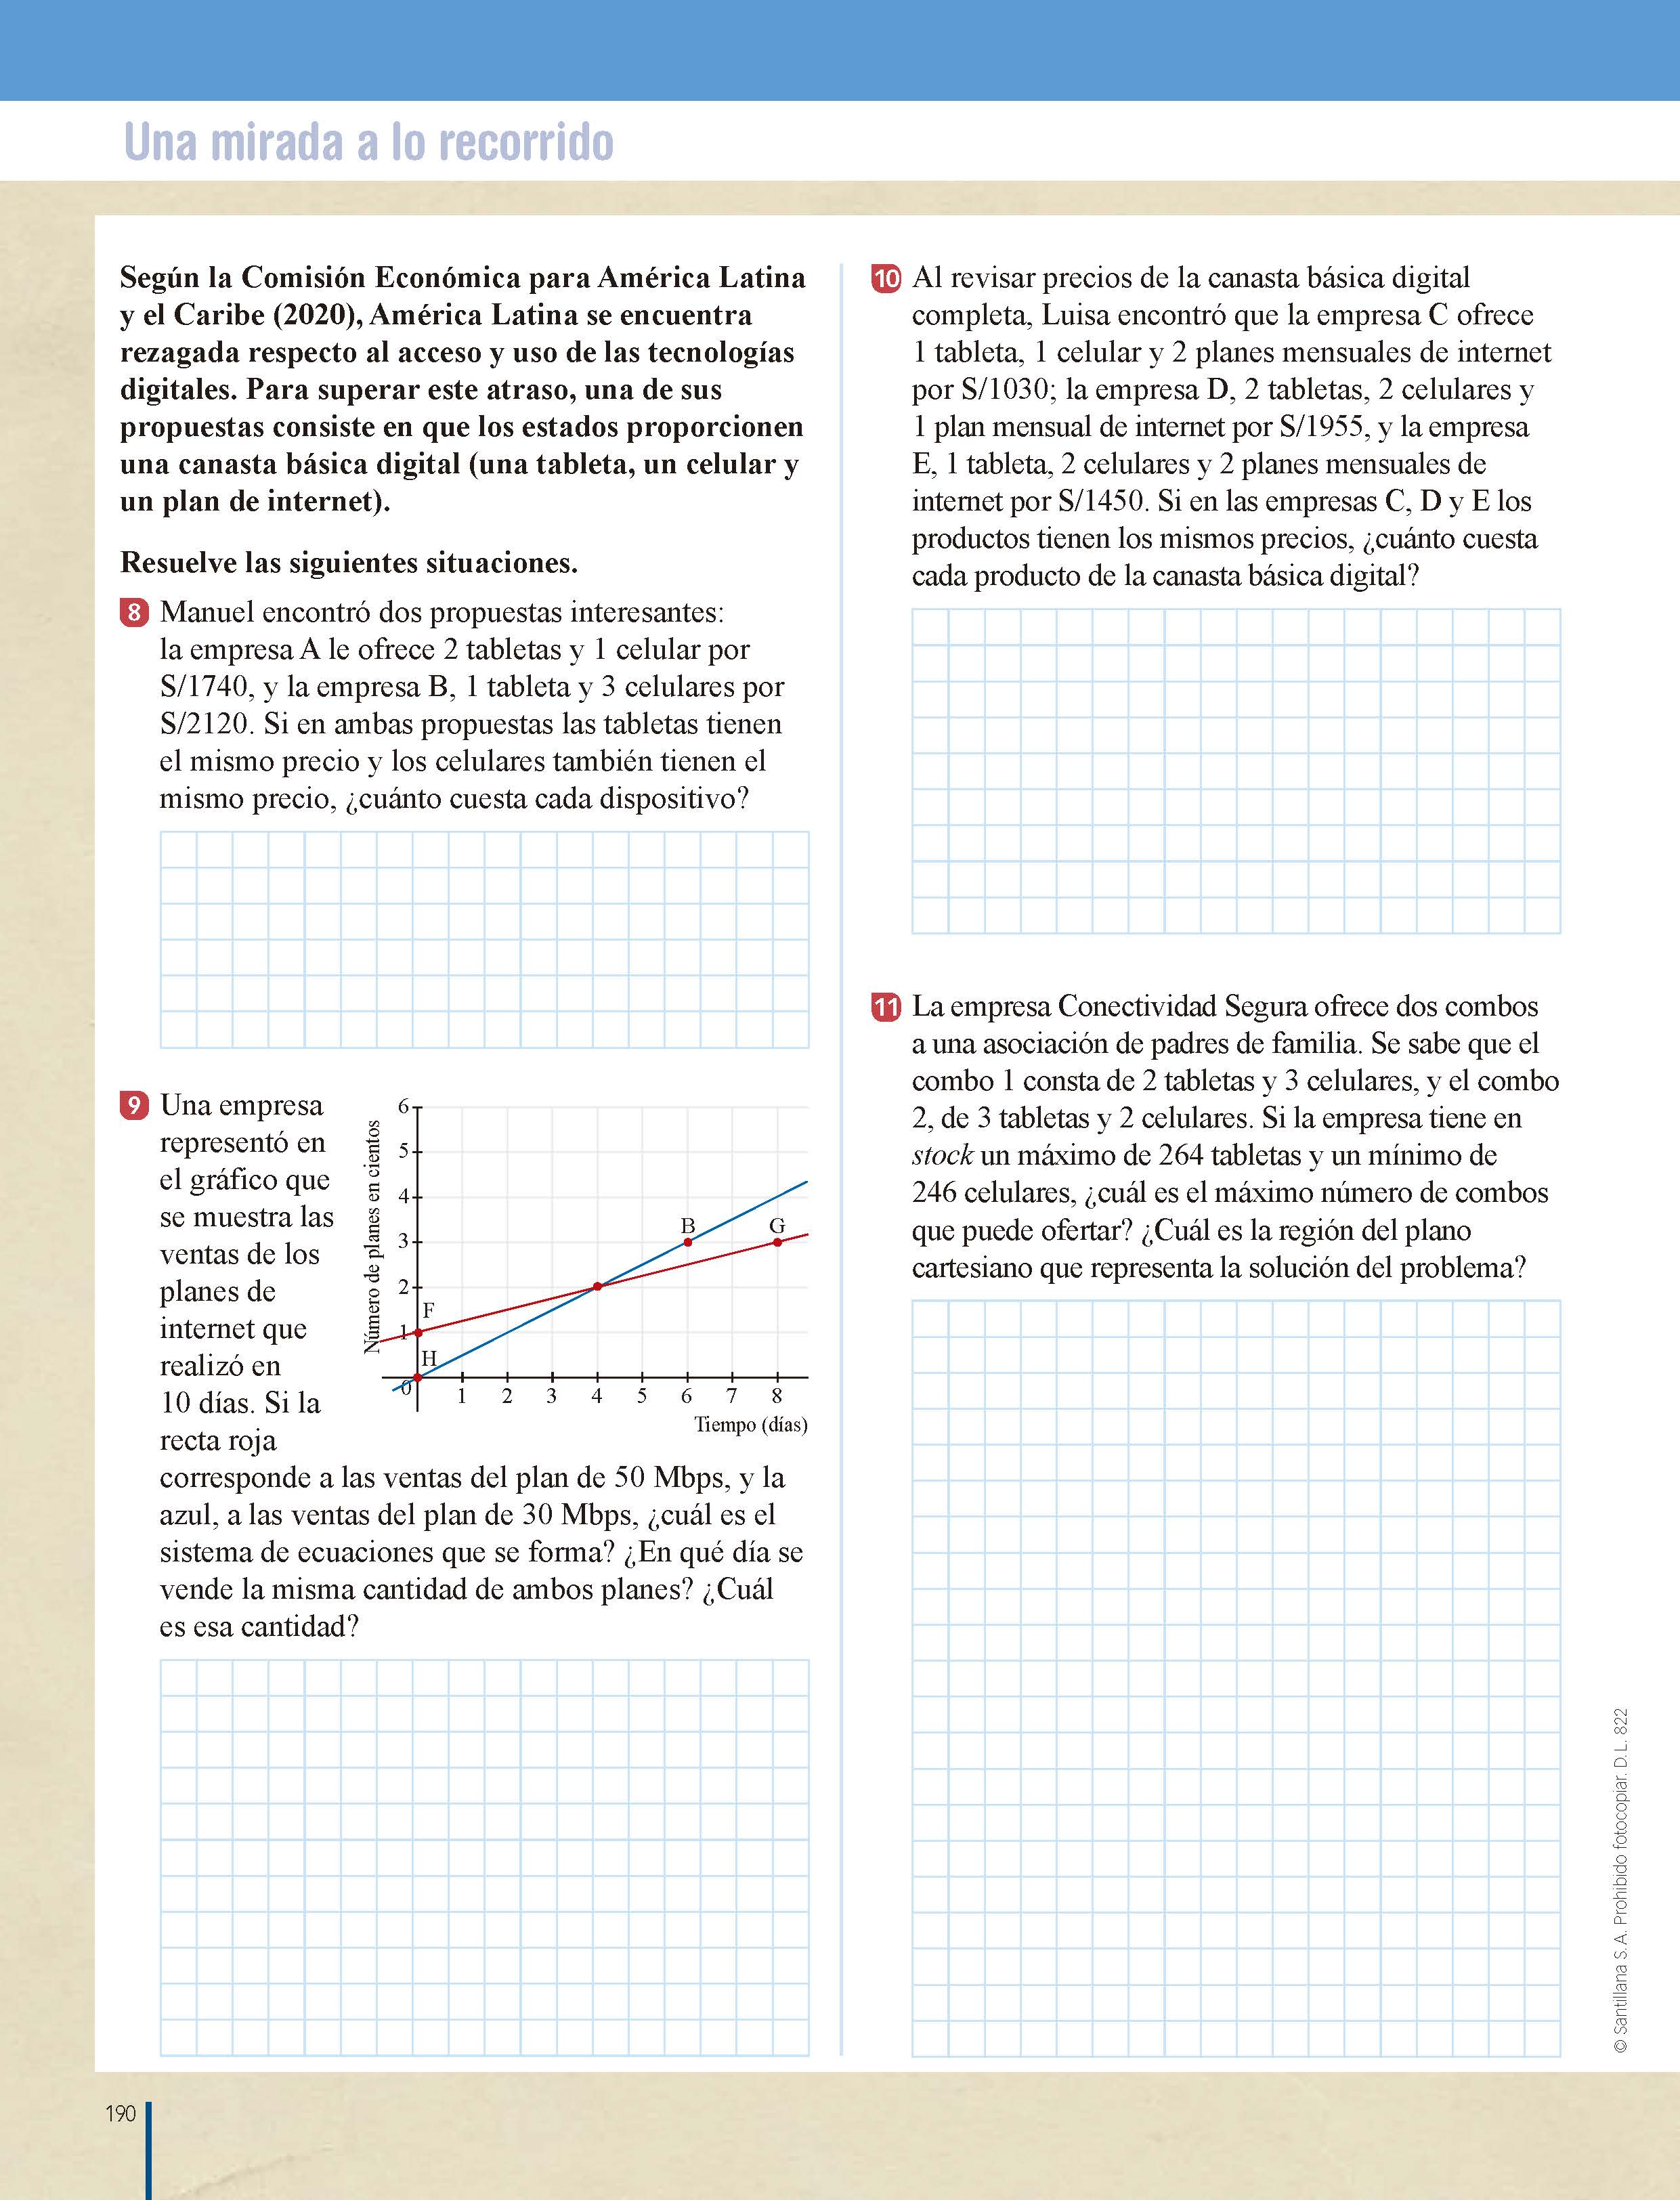 Una mirada a lo recorrido
Según la Comisión Económica para América Latina
y el Caribe (2020), América Latina se encuentra
rezagada respecto al acceso y uso de las tecnologías
digitales. Para superar este atraso, una de sus
propuestas consiste en que los estados proporcionen
una canasta básica digital (una tableta, un celular y
un plan de internet).
Resuelve las siguientes situaciones.
8 Manuel encontró dos propuestas interesantes:
la empresa A le ofrece 2 tabletas y 1 celular por
S/1740, y la empresa B, 1 tableta y 3 celulares por
S/2120. Si en ambas propuestas las tabletas tienen
el mismo precio y los celulares también tienen el
mismo precio, ¿cuánto cuesta cada dispositivo?
9 Una empresa
representó en
el gráfico que
se muestra las
ventas de los
planes de
internet que
realizó en
10 días. Si la
recta roja
Número de planes en cientos
6
5
4
3
2
1
0
F
H
B
G
1 2 3 4 5 6 7 8
Tiempo (días)
corresponde a las ventas del plan de 50 Mbps, y la
azul, a las ventas del plan de 30 Mbps, ¿cuál es el
sistema de ecuaciones que se forma? ¿En qué día se
vende la misma cantidad de ambos planes? ¿Cuál
es esa cantidad?
10 Al revisar precios de la canasta básica digital
completa, Luisa encontró que la empresa C ofrece
1 tableta, 1 celular y 2 planes mensuales de internet
por S/1030; la empresa D, 2 tabletas, 2 celulares y
1 plan mensual de internet por S/1955, y la empresa
E, 1 tableta, 2 celulares y 2 planes mensuales de
internet por S/1450. Si en las empresas C, D y E los
productos tienen los mismos precios, ¿cuánto cuesta
cada producto de la canasta básica digital?
11 La empresa Conectividad Segura ofrece dos combos
a una asociación de padres de familia. Se sabe que el
combo 1 consta de 2 tabletas y 3 celulares, y el combo
2, de 3 tabletas y 2 celulares. Si la empresa tiene en
stock un máximo de 264 tabletas y un mínimo de
246 celulares, ¿cuál es el máximo número de combos
que puede ofertar? ¿Cuál es la región del plano
cartesiano que representa la solución del problema?
© Santillana S. A. Prohibido fotocopiar. D. L. 822
190